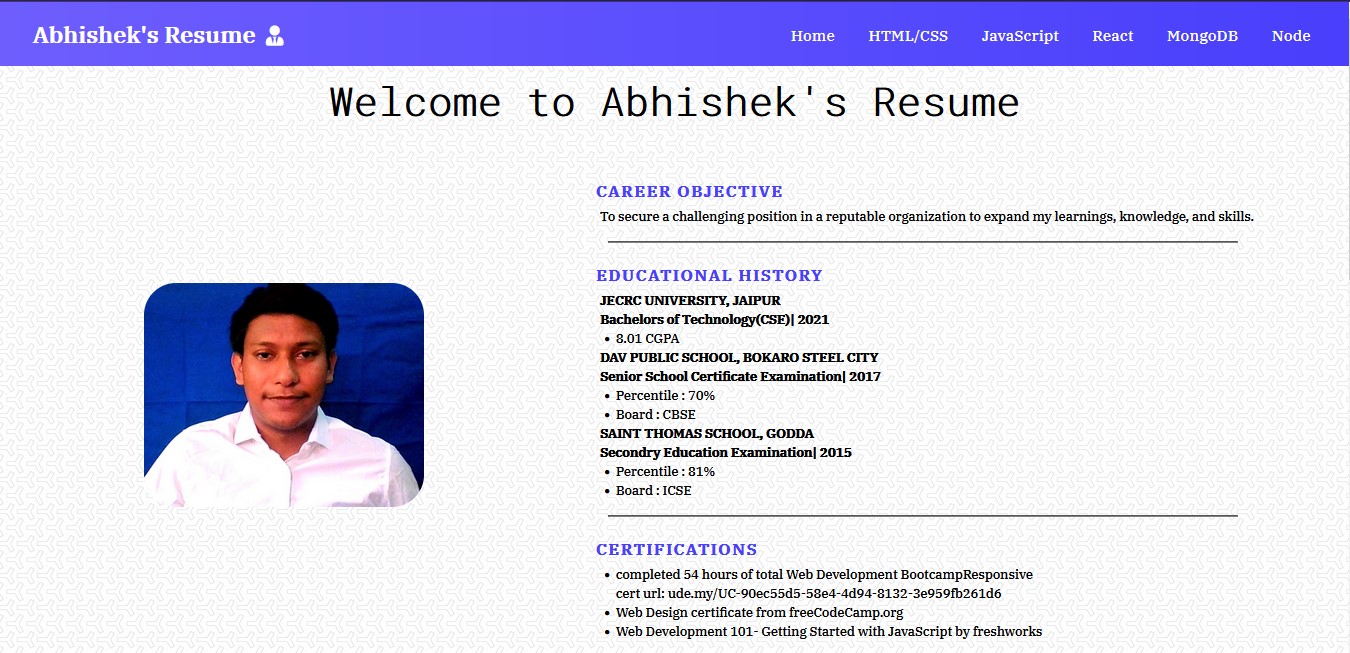 Abhishek's Resume
Home HTML/CSS JavaScript React MongoDB Node
Welcome to Abhishek's Resume
CAREER OBJECTIVE
To secure a challenging position in a reputable organization to expand my learnings, knowledge, and skills.
EDUCATIONAL HISTORY
JECRC UNIVERSITY, JAIPUR
Bachelors of Technology(CSE)| 2021
• 8.01 CGPA
DAV PUBLIC SCHOOL, BOKARO STEEL CITY
Senior School Certificate Examination| 2017
• Percentile : 70%
• Board : CBSE
SAINT THOMAS SCHOOL, GODDA
Secondry Education Examination| 2015
• Percentile : 81%
• Board : ICSE
CERTIFICATIONS
• completed 54 hours of total Web Development BootcampResponsive
cert url: ude.my/UC-90ec55d5-58e4-4d94-8132-3e959fb261d6
• Web Design certificate from freeCodeCamp.org
• Web Development 101- Getting Started with JavaScript by freshworks